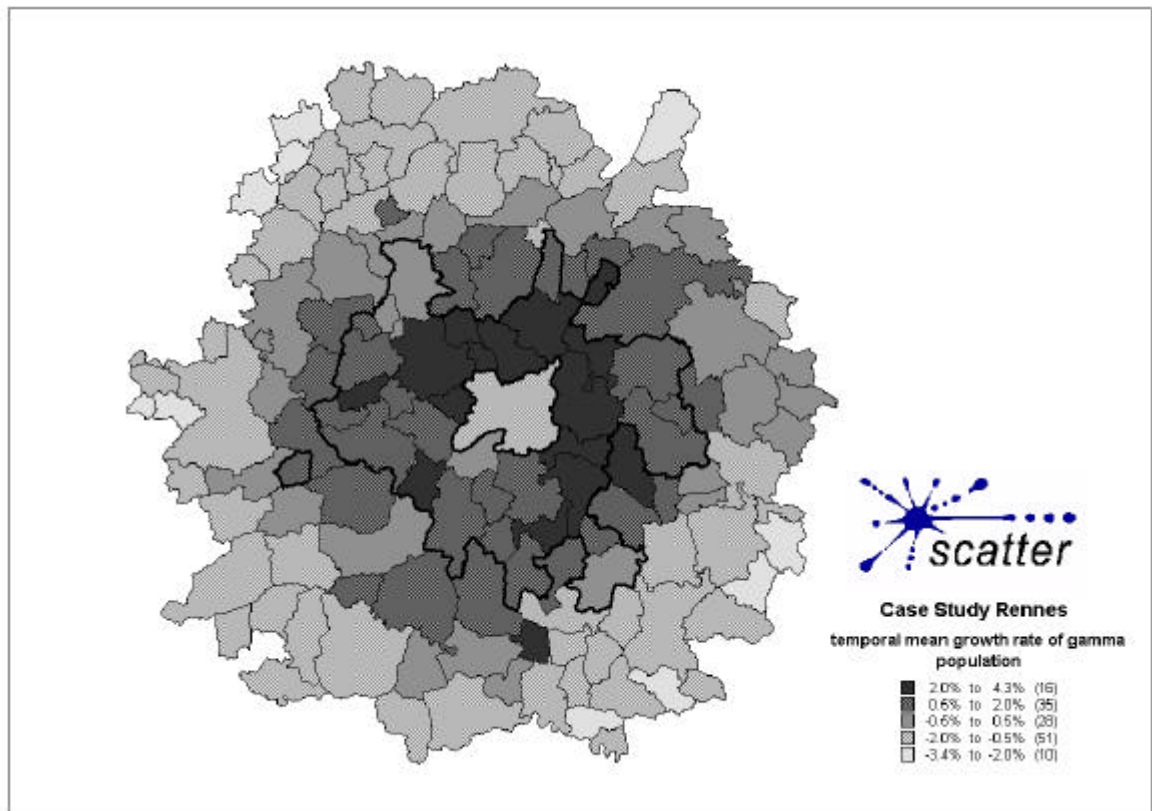 scatter
Case Study Rennes
temporal mean growth rate of gamma
population
2.0% to 4.3% (16)
0.6% to 2.0% (35)
-0.6% to 0.6% (28)
-2.0% to -0.5% (51)
-3.4% to -2.0% (10)